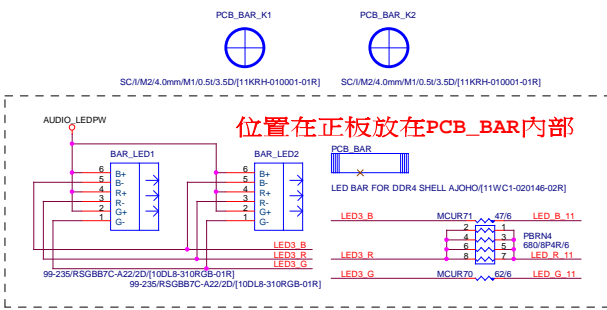 PCB_BAR_K1
PCB_BAR_K2
SC/I/M2/4.0mm/M1/0.5t/3.5D/[11KRH-010001-01R]
SC/I/M2/4.0mm/M1/0.5t/3.5D/[11KRH-010001-01R]
AUDIO_LEDPW
位置在正板放在PCB_BAR内部
BAR_LED1
6 B+
5 B-
4 R+
3 R-
2 G+
1 G-
BAR_LED2
6 B+
5 B-
4 R+
3 R-
2 G+
1 G-
PCB_BAR
LED BAR FOR DDR4 SHELL AJOHO/[11WC1-020146-02R]
LED3_B
LED3_R
LED3_G
99-235/RSGBB7C-A22/2D/[10DL8-310RGB-01R]
99-235/RSGBB7C-A22/2D/[10DL8-310RGB-01R]
LED3_B MCUR71 47/6 LED_B_11
2 1
4 3
6 5
8 7
PBRN4
680/8P4R/6
LED3_R LED_R_11
LED3_G MCUR70 62/6 LED_G_11